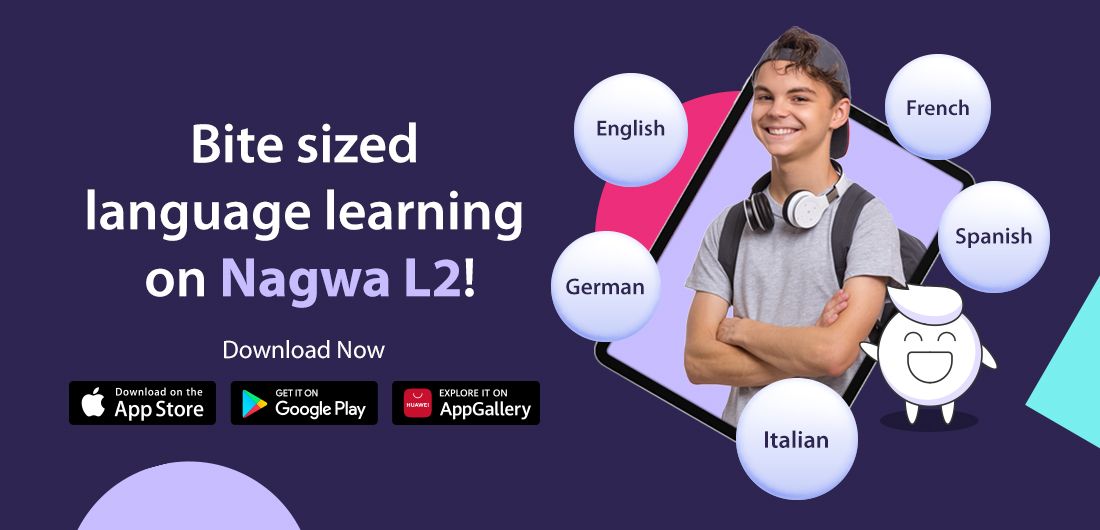 Bite sized
language learning
on Nagwa L2!
Download Now
Download on the
App Store
GET IT ON
Google Play
HUAWEI
EXPLORE IT ON
AppGallery
English
French
Spanish
German
Italian